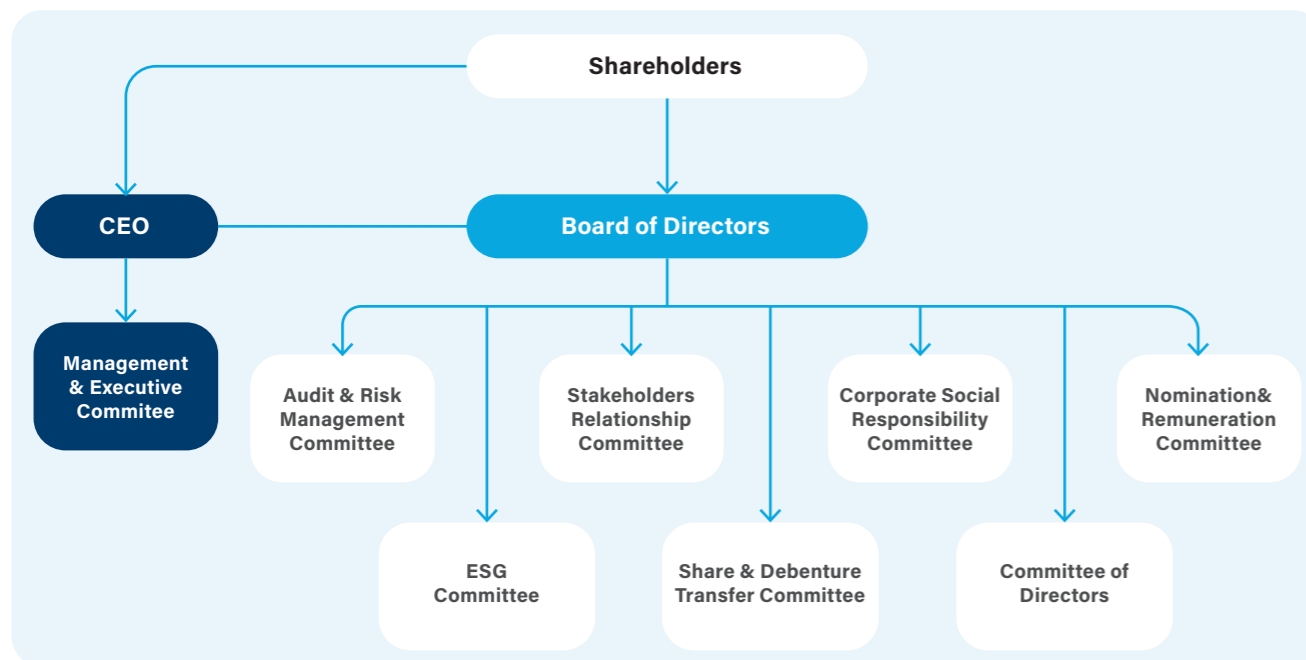 Shareholders
CEO
Board of Directors
Management
& Executive
Commitee
Audit & Risk
Management
Committee
Stakeholders
Relationship
Committee
Corporate Social
Responsibility
Committee
Nomination&
Remuneration
Committee
ESG
Committee
Share & Debenture
Transfer Committee
Committee of
Directors